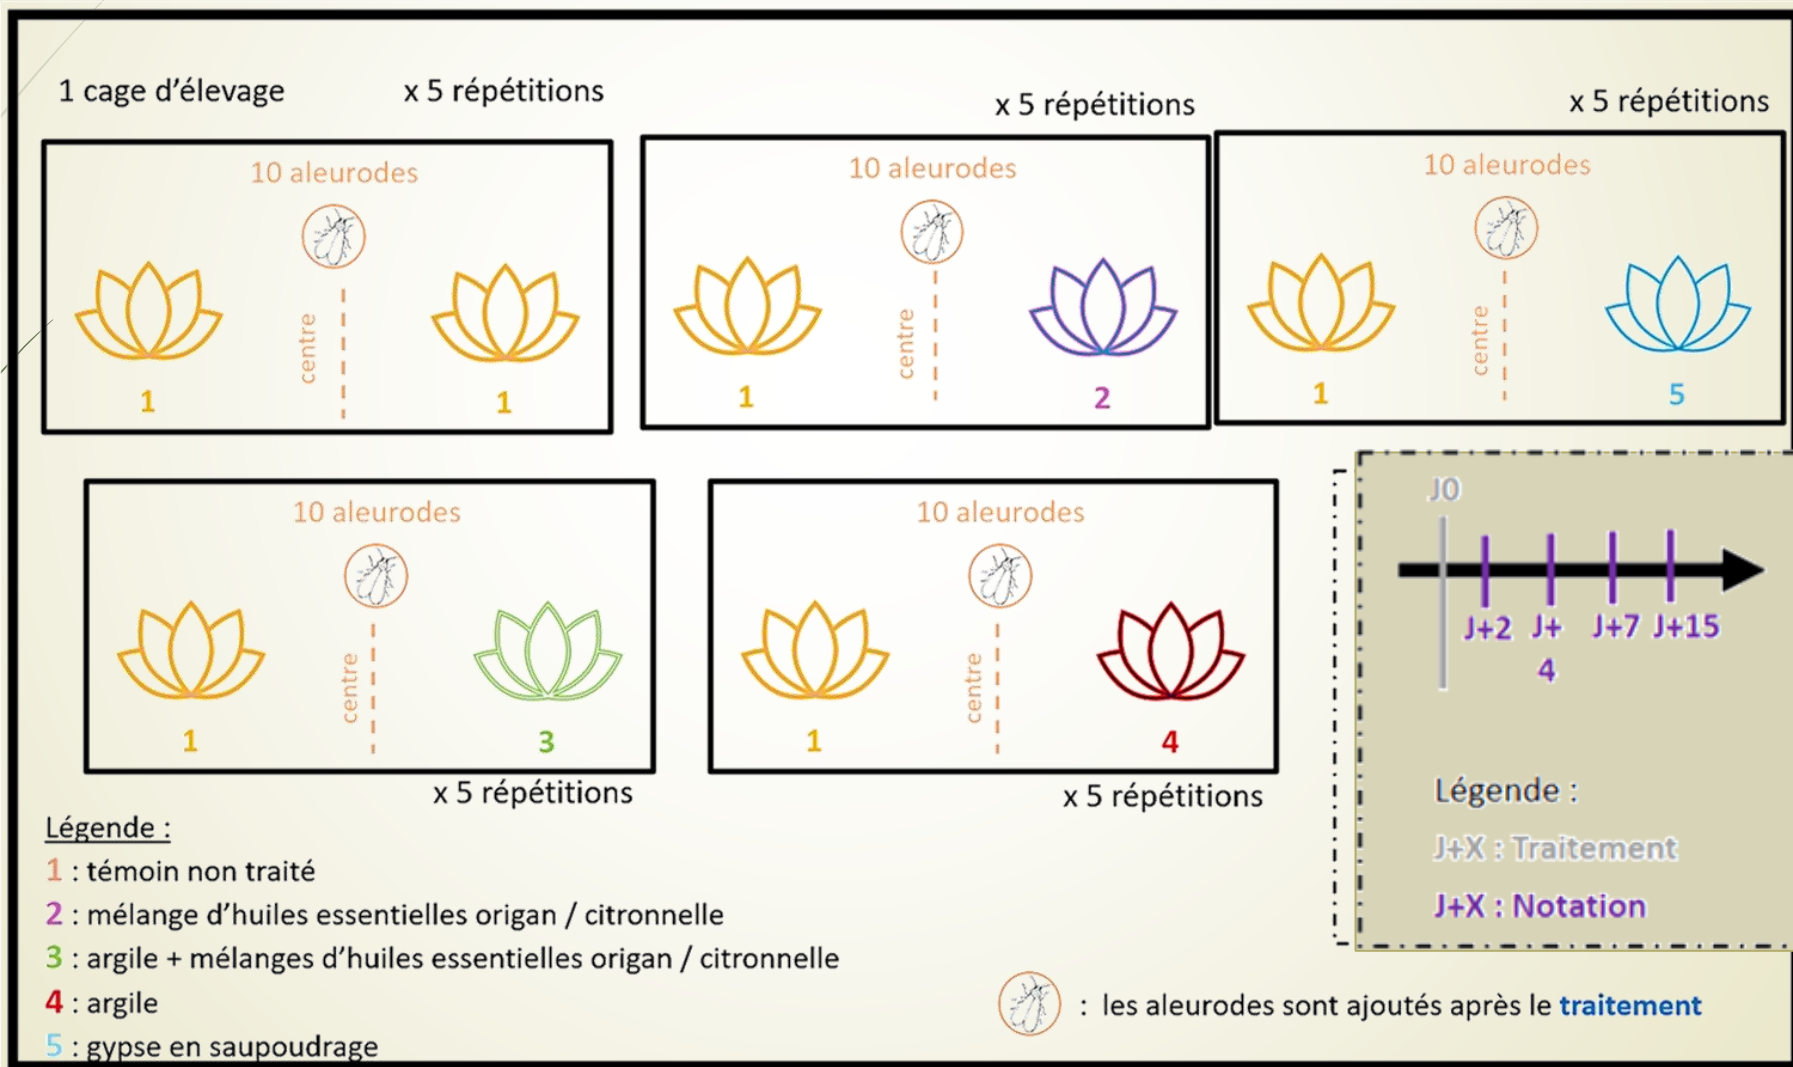 1 cage d'élevage
x 5 répétitions
x 5 répétitions
x 5 répétitions
10 aleurodes
centre
1
1
10 aleurodes
centre
1
2
10 aleurodes
centre
1
5
10 aleurodes
centre
1
3
x 5 répétitions
10 aleurodes
centre
1
4
x 5 répétitions
J0
J+2
J+
4
J+7
J+15
Légende :
J+X : Traitement
J+X : Notation
Légende :
1 : témoin non traité
2 : mélange d'huiles essentielles origan / citronnelle
3 : argile + mélanges d'huiles essentielles origan / citronnelle
4 : argile
5 : gypse en saupoudrage
: les aleurodes sont ajoutés après le traitement